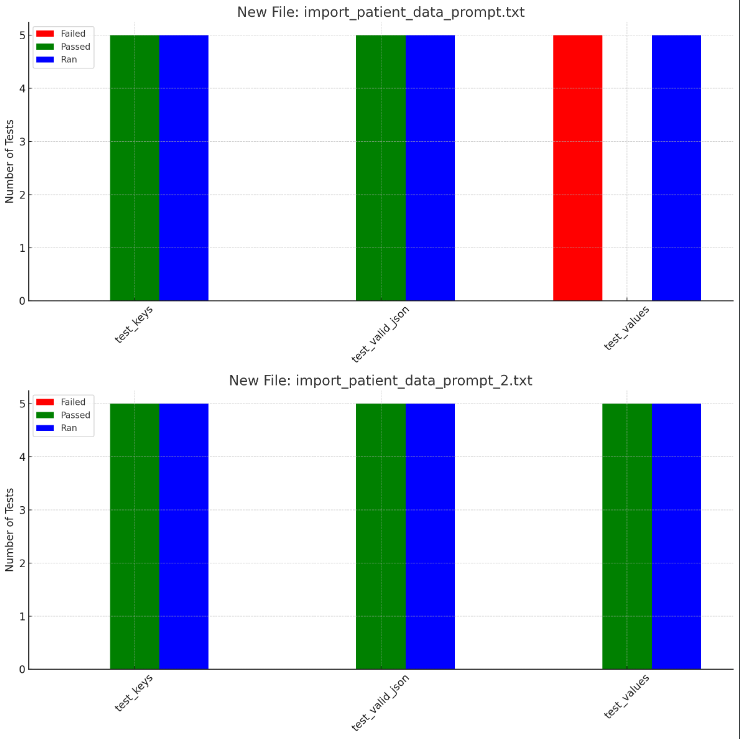 New File: import_patient_data_prompt.txt
Failed
Passed
Ran
Number of Tests
5
4
3
2
1
0
test_keys
test_valid_json
test_values
New File: import_patient_data_prompt_2.txt
Failed
Passed
Ran
Number of Tests
5
4
3
2
1
0
test_keys
test_valid_json
test_values